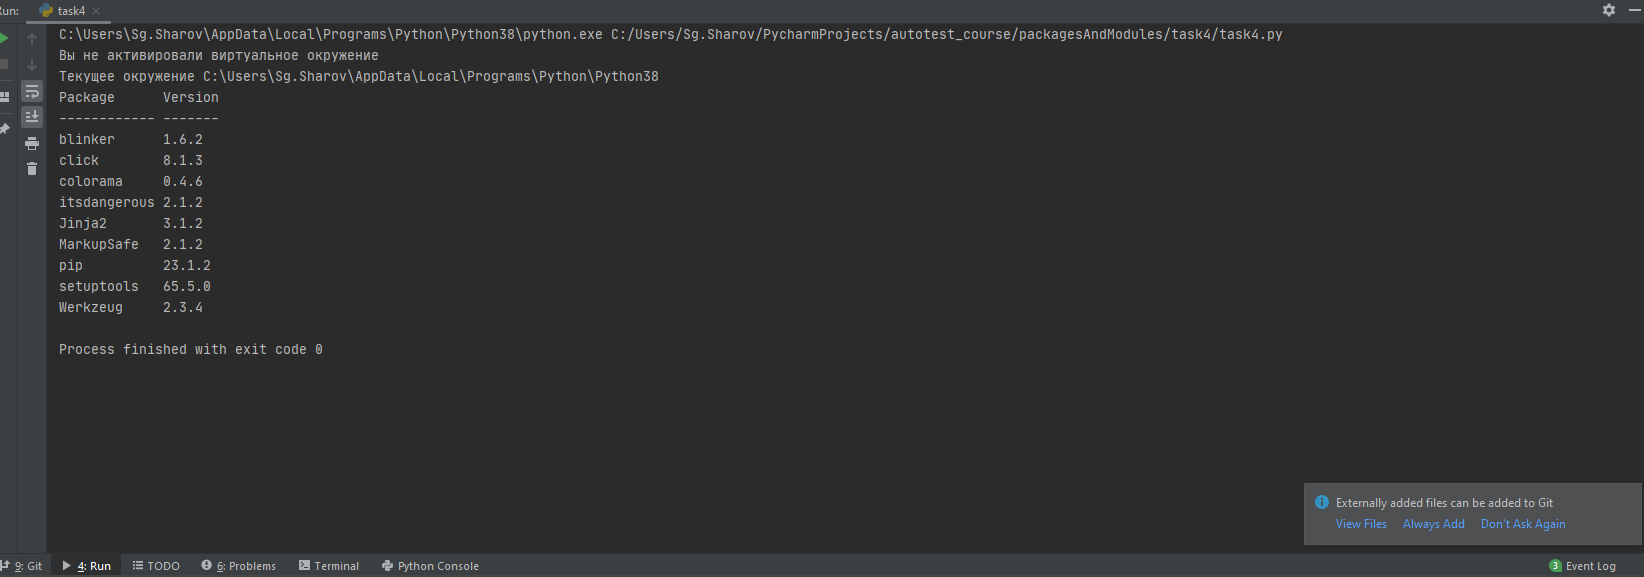 Run: task4
C:\Users\Sg.Sharov\AppData\Local\Programs\Python\Python38\python.exe C:/Users/Sg.Sharov/PycharmProjects/autotest_course/packagesAndModules/task4/task4.py
Вы не активировали виртуальное окружение
Текущее окружение C:\Users\Sg.Sharov\AppData\Local\Programs\Python\Python38
Package      Version
------------ -------
blinker      1.6.2
click        8.1.3
colorama     0.4.6
itsdangerous 2.1.2
Jinja2       3.1.2
MarkupSafe   2.1.2
pip          23.1.2
setuptools   65.5.0
Werkzeug     2.3.4
Process finished with exit code 0
Externally added files can be added to Git
View Files Always Add Don't Ask Again
9: Git 4: Run TODO 6: Problems Terminal Python Console 3 Event Log